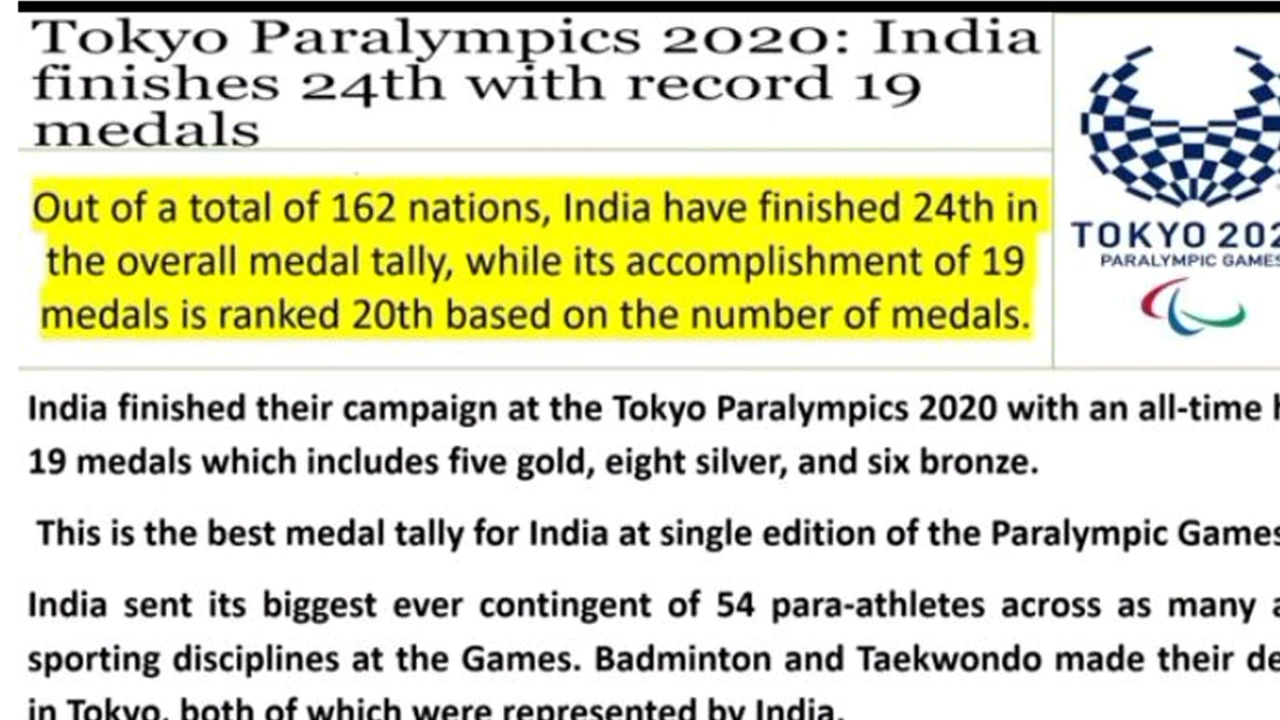 Tokyo Paralympics 2020: India
finishes 24th with record 19
medals
Out of a total of 162 nations, India have finished 24th in
the overall medal tally, while its accomplishment of 19
medals is ranked 20th based on the number of medals.
TOKYO 202
PARALYMPIC GAMES
India finished their campaign at the Tokyo Paralympics 2020 with an all-time
19 medals which includes five gold, eight silver, and six bronze.
This is the best medal tally for India at single edition of the Paralympic Games
India sent its biggest ever contingent of 54 para-athletes across as many
sporting disciplines at the Games. Badminton and Taekwondo made their de
in Tokyo, both of which were represented by India.